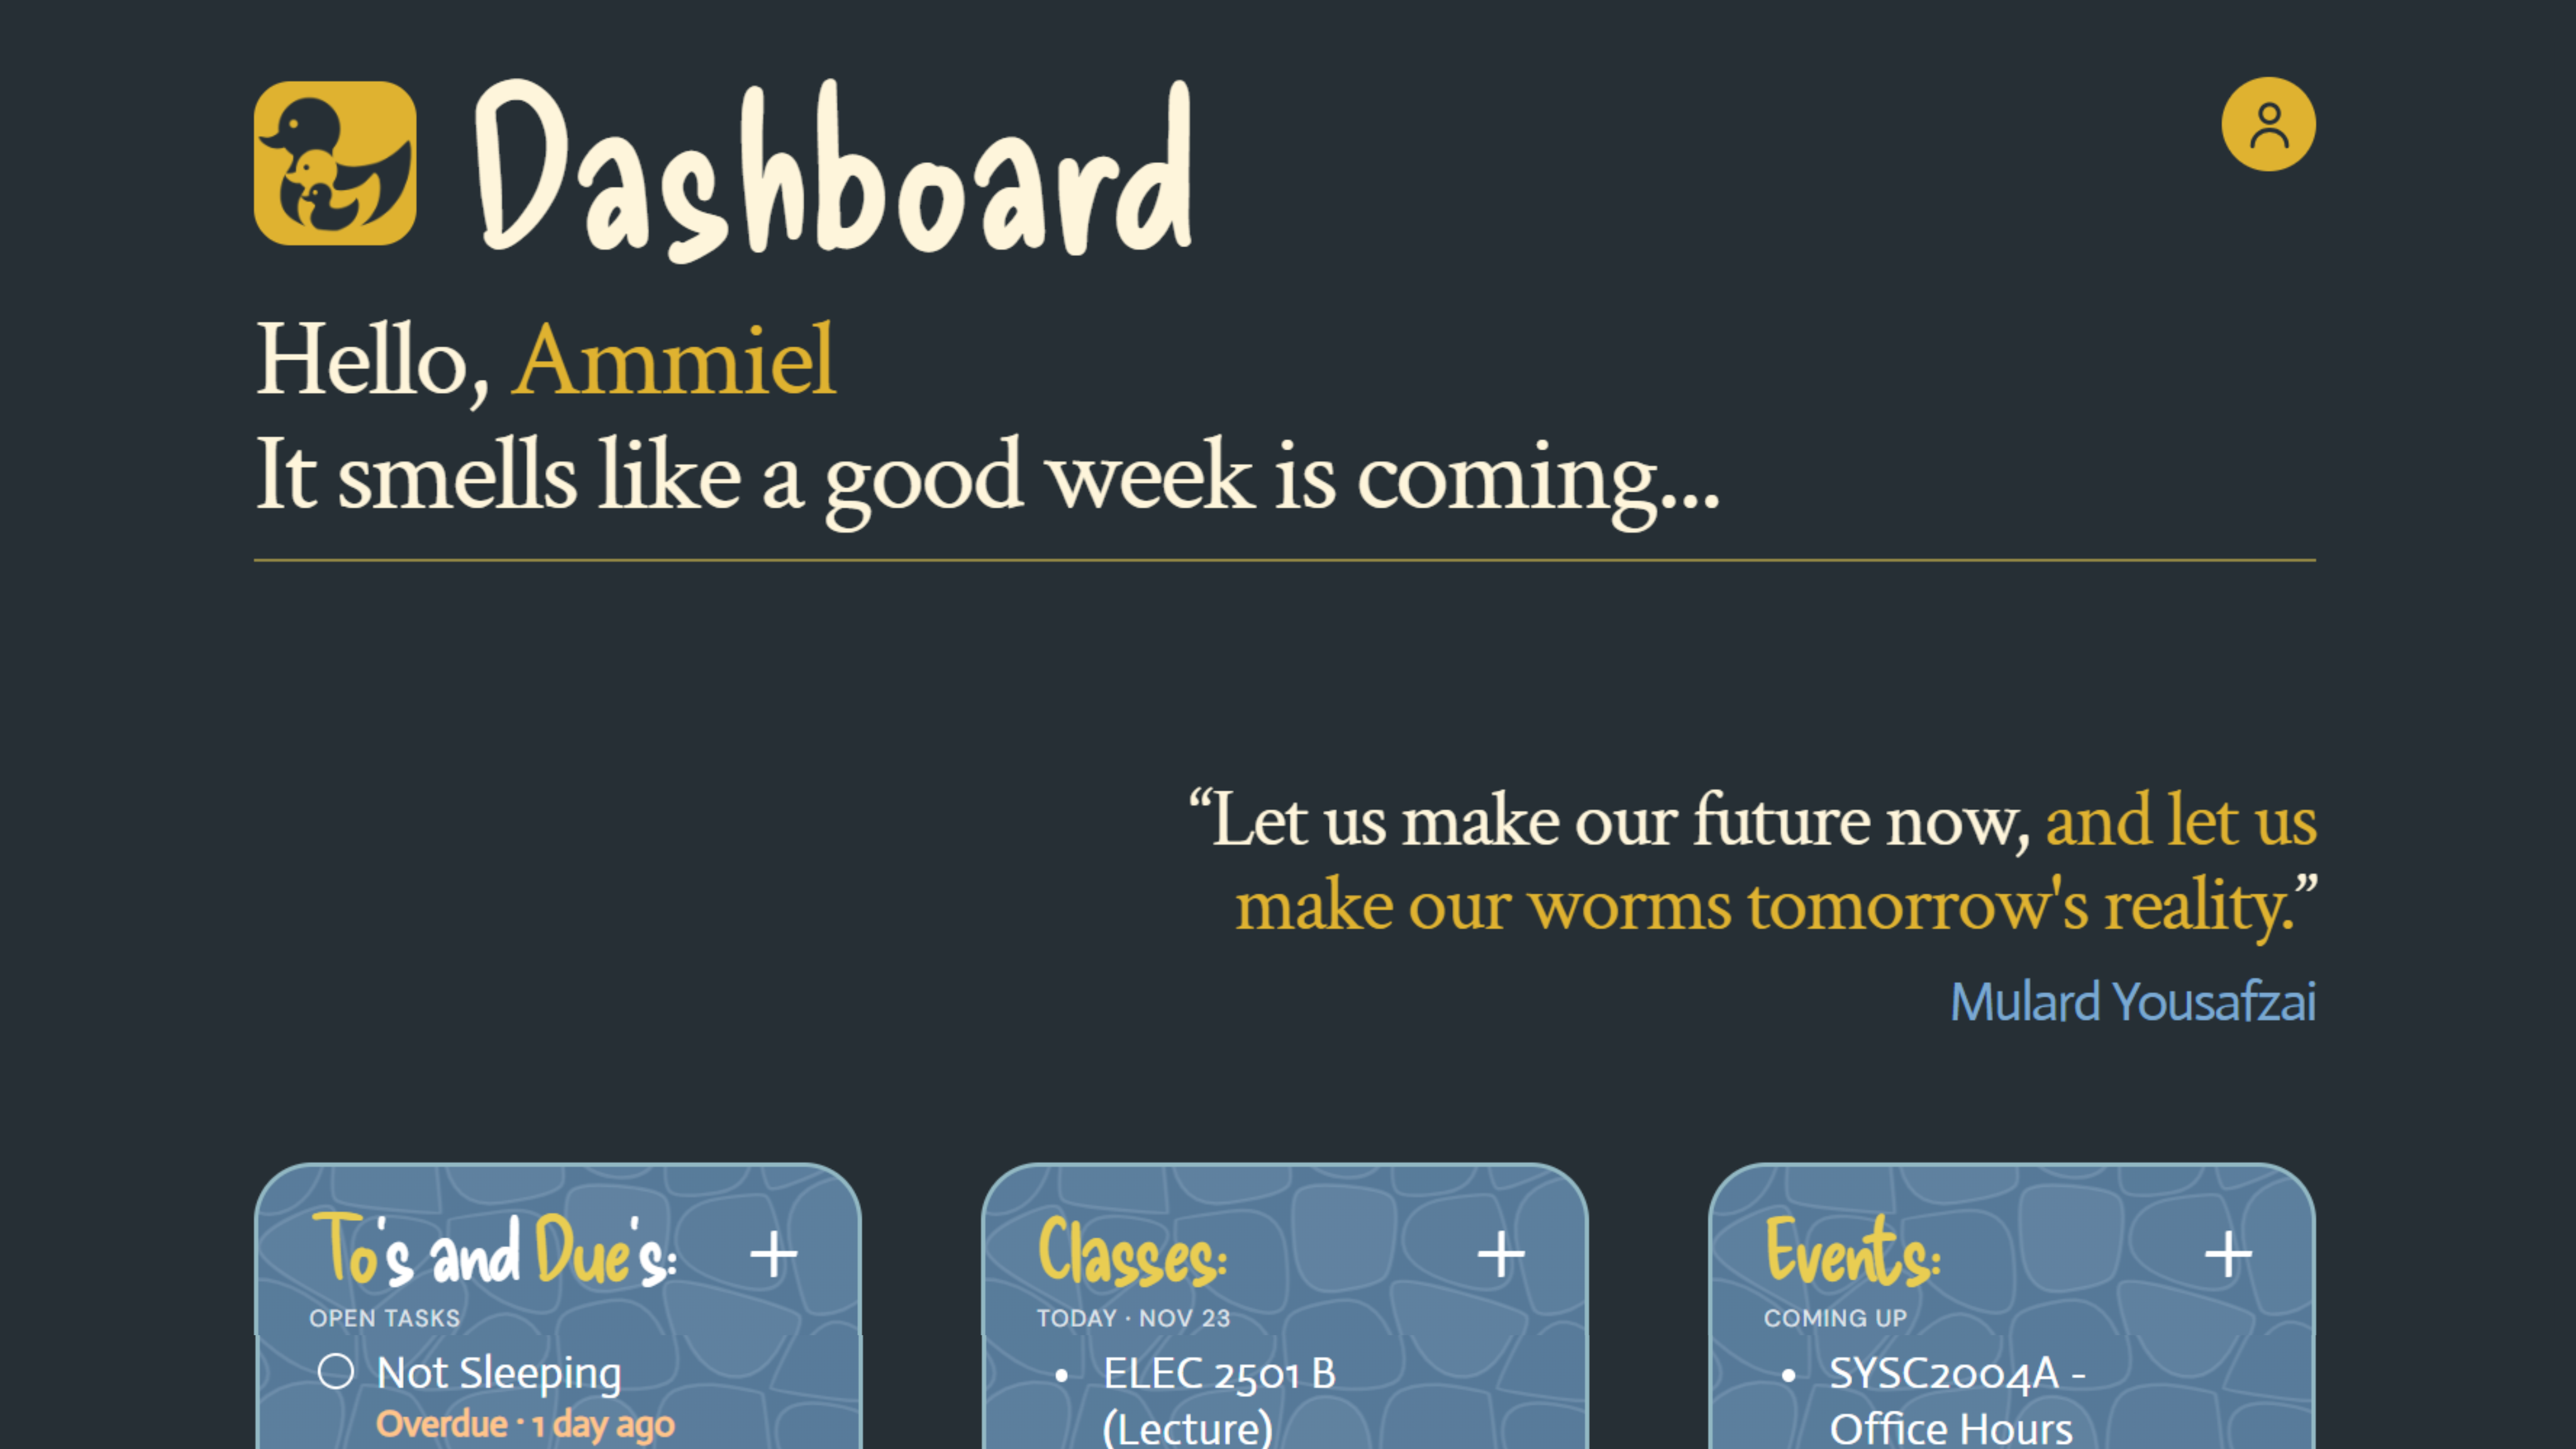 Dashboard
Hello, Ammiel
It smells like a good week is coming...
“Let us make our future now, and let us
make our worms tomorrow's reality.”
Mulard Yousafzai
To's and Due's:
OPEN TASKS
Not Sleeping
Overdue · 1 day ago
Classes:
TODAY · NOV 23
• ELEC 2501 B
(Lecture)
Events:
COMING UP
• SYSC2004A -
Office Hours